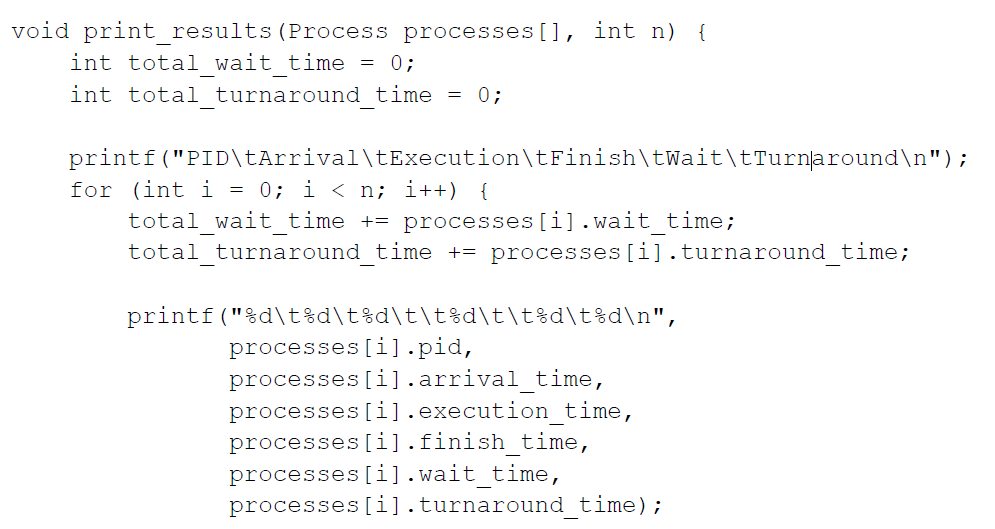 void print_results(Process processes[], int n) {
    int total_wait_time = 0;
    int total_turnaround_time = 0;

    printf("PID\tArrival\tExecution\tFinish\tWait\tTurnaround\n");
    for (int i = 0; i < n; i++) {
        total_wait_time += processes[i].wait_time;
        total_turnaround_time += processes[i].turnaround_time;

        printf("%d\t%d\t%d\t\t%d\t\t%d\t%d\n",
               processes[i].pid,
               processes[i].arrival_time,
               processes[i].execution_time,
               processes[i].finish_time,
               processes[i].wait_time,
               processes[i].turnaround_time);